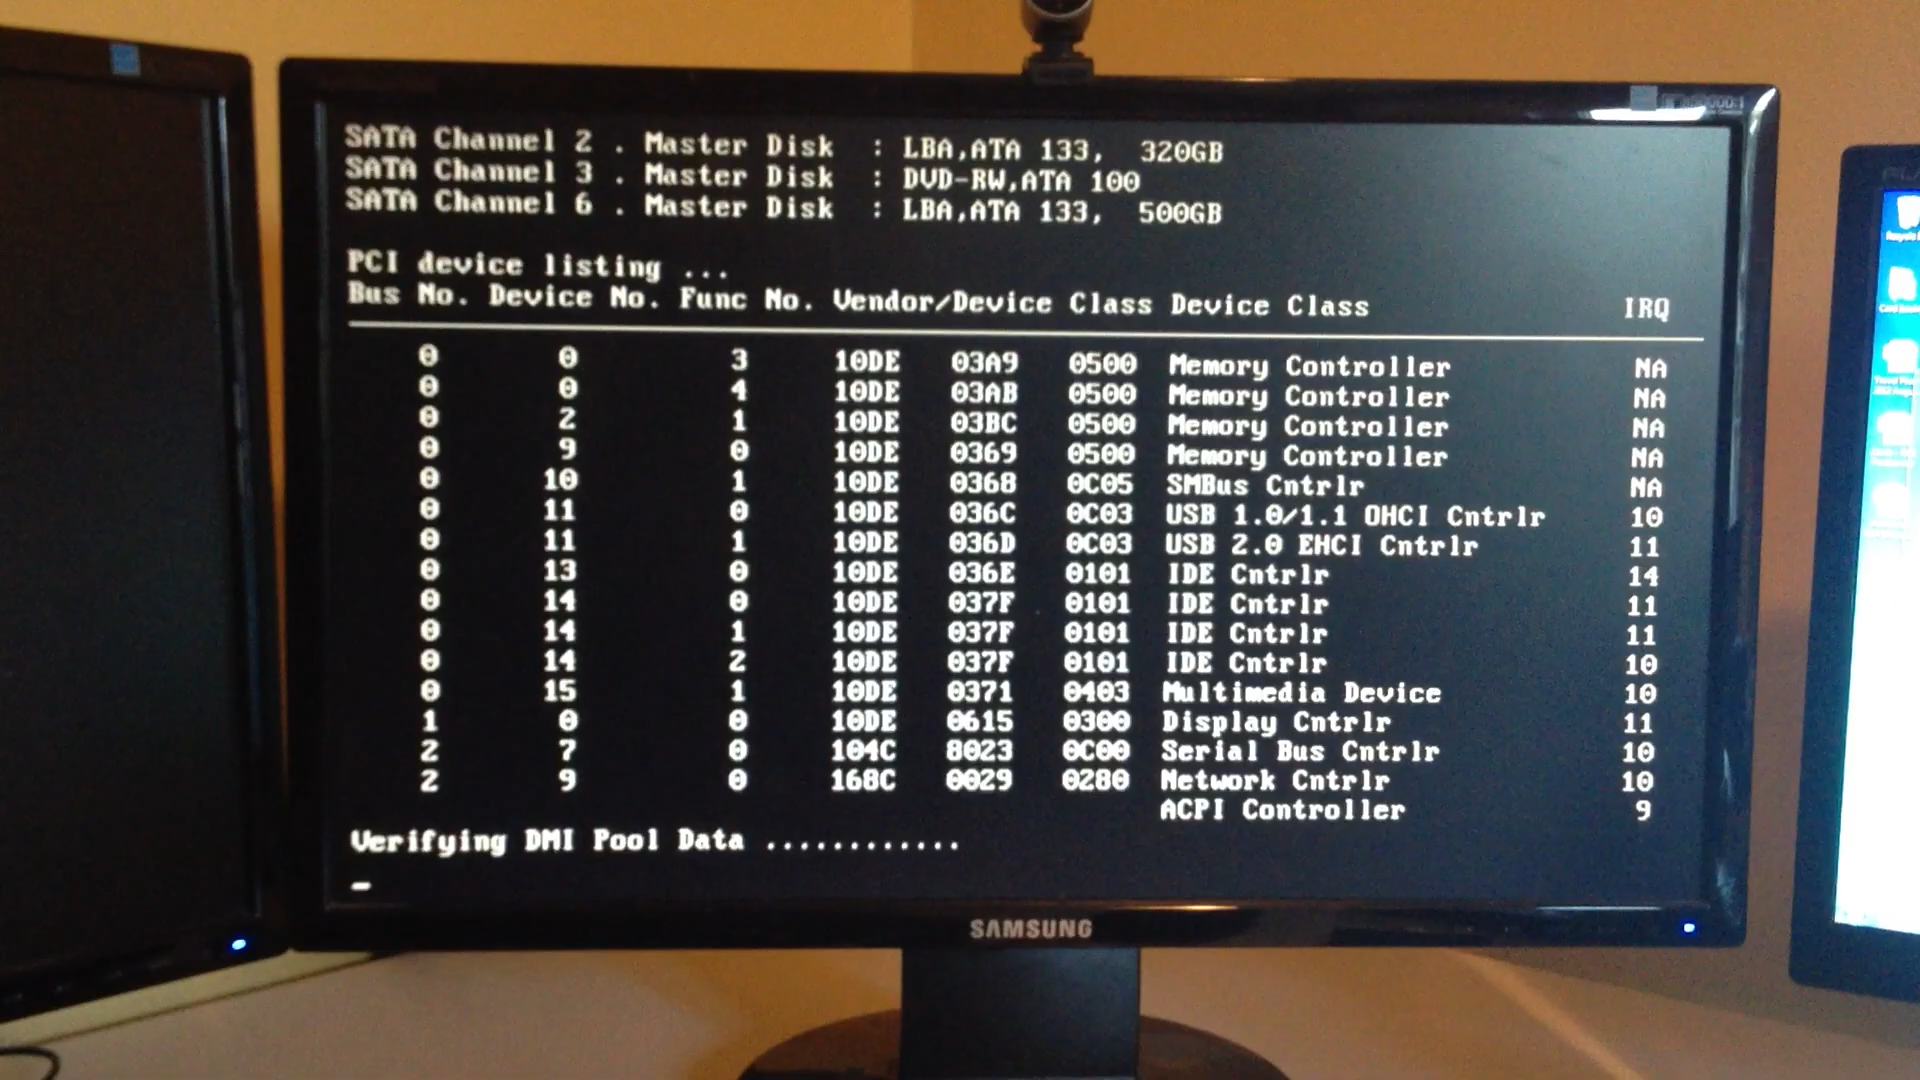 SATA Channel 2 . Master Disk : LBA,ATA 133, 320GB
SATA Channel 3 . Master Disk : DVD-RW,ATA 100
SATA Channel 6 . Master Disk : LBA,ATA 133, 500GB
PCI device listing ...
Bus No. Device No. Func No. Vendor/Device Class Device Class IRQ
0 0 3 10DE 03A9 0500 Memory Controller NA
0 0 4 10DE 03AB 0500 Memory Controller NA
0 2 1 10DE 03BC 0500 Memory Controller NA
0 9 0 10DE 0369 0500 Memory Controller NA
0 10 1 10DE 0368 0C05 SMBus Cntrlr NA
0 11 0 10DE 036C 0C03 USB 1.0/1.1 OHCI Cntrlr 10
0 11 1 10DE 036D 0C03 USB 2.0 EHCI Cntrlr 11
0 13 0 10DE 036E 0101 IDE Cntrlr 14
0 14 0 10DE 037F 0101 IDE Cntrlr 11
0 14 1 10DE 037F 0101 IDE Cntrlr 11
0 14 2 10DE 037F 0101 IDE Cntrlr 10
0 15 1 10DE 0371 0403 Multimedia Device 10
1 0 0 10DE 0615 0300 Display Cntrlr 11
2 7 0 104C 8023 0C00 Serial Bus Cntrlr 10
2 9 0 168C 0029 0280 Network Cntrlr 10
ACPI Controller 9
Verifying DMI Pool Data ............
_
SAMSUNG